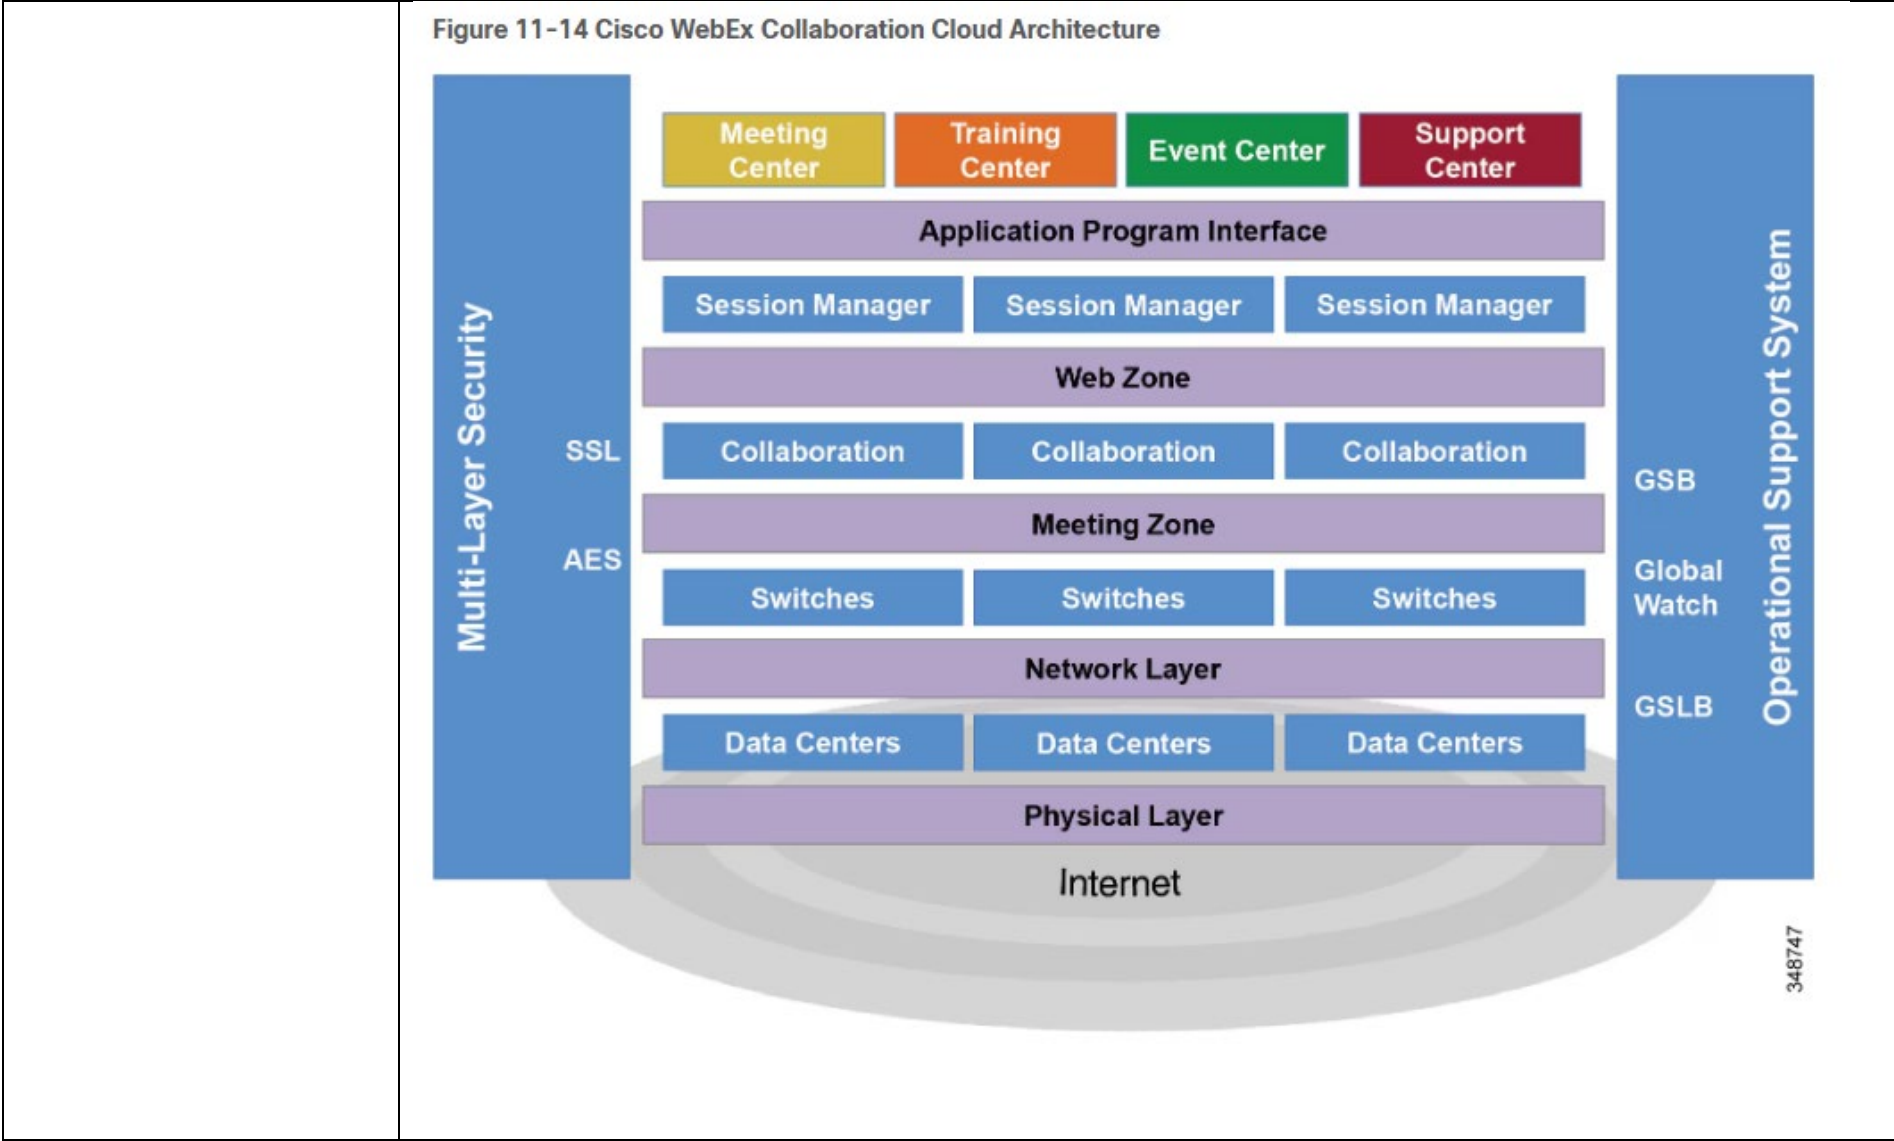 Figure 11-14 Cisco WebEx Collaboration Cloud Architecture
Multi-Layer Security
SSL
AES
Meeting
Center
Training
Center
Event Center
Support
Center
Application Program Interface
Session Manager
Session Manager
Session Manager
Web Zone
Collaboration
Collaboration
Collaboration
Meeting Zone
Switches
Switches
Switches
Network Layer
Data Centers
Data Centers
Data Centers
Physical Layer
Internet
GSB
Global
Watch
GSLB
Operational Support System
348747